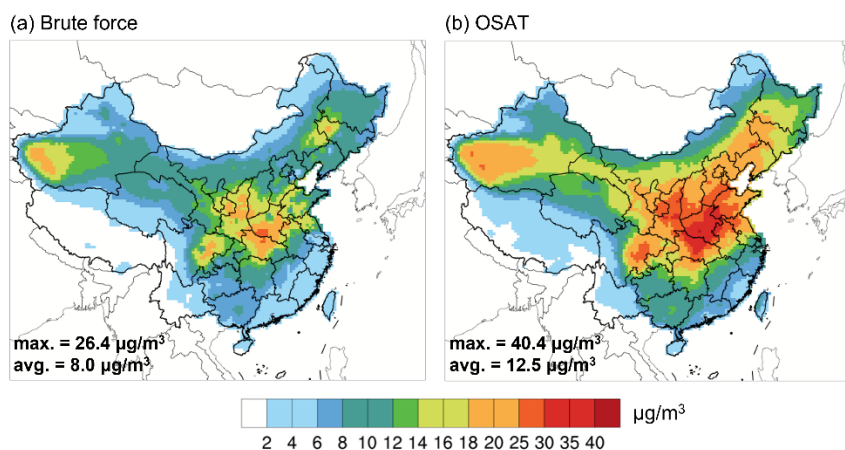 (a) Brute force
(b) OSAT
max. = 26.4 µg/m³
avg. = 8.0 µg/m³
max. = 40.4 µg/m³
avg. = 12.5 µg/m³
µg/m³
2 4 6 8 10 12 14 16 18 20 25 30 35 40